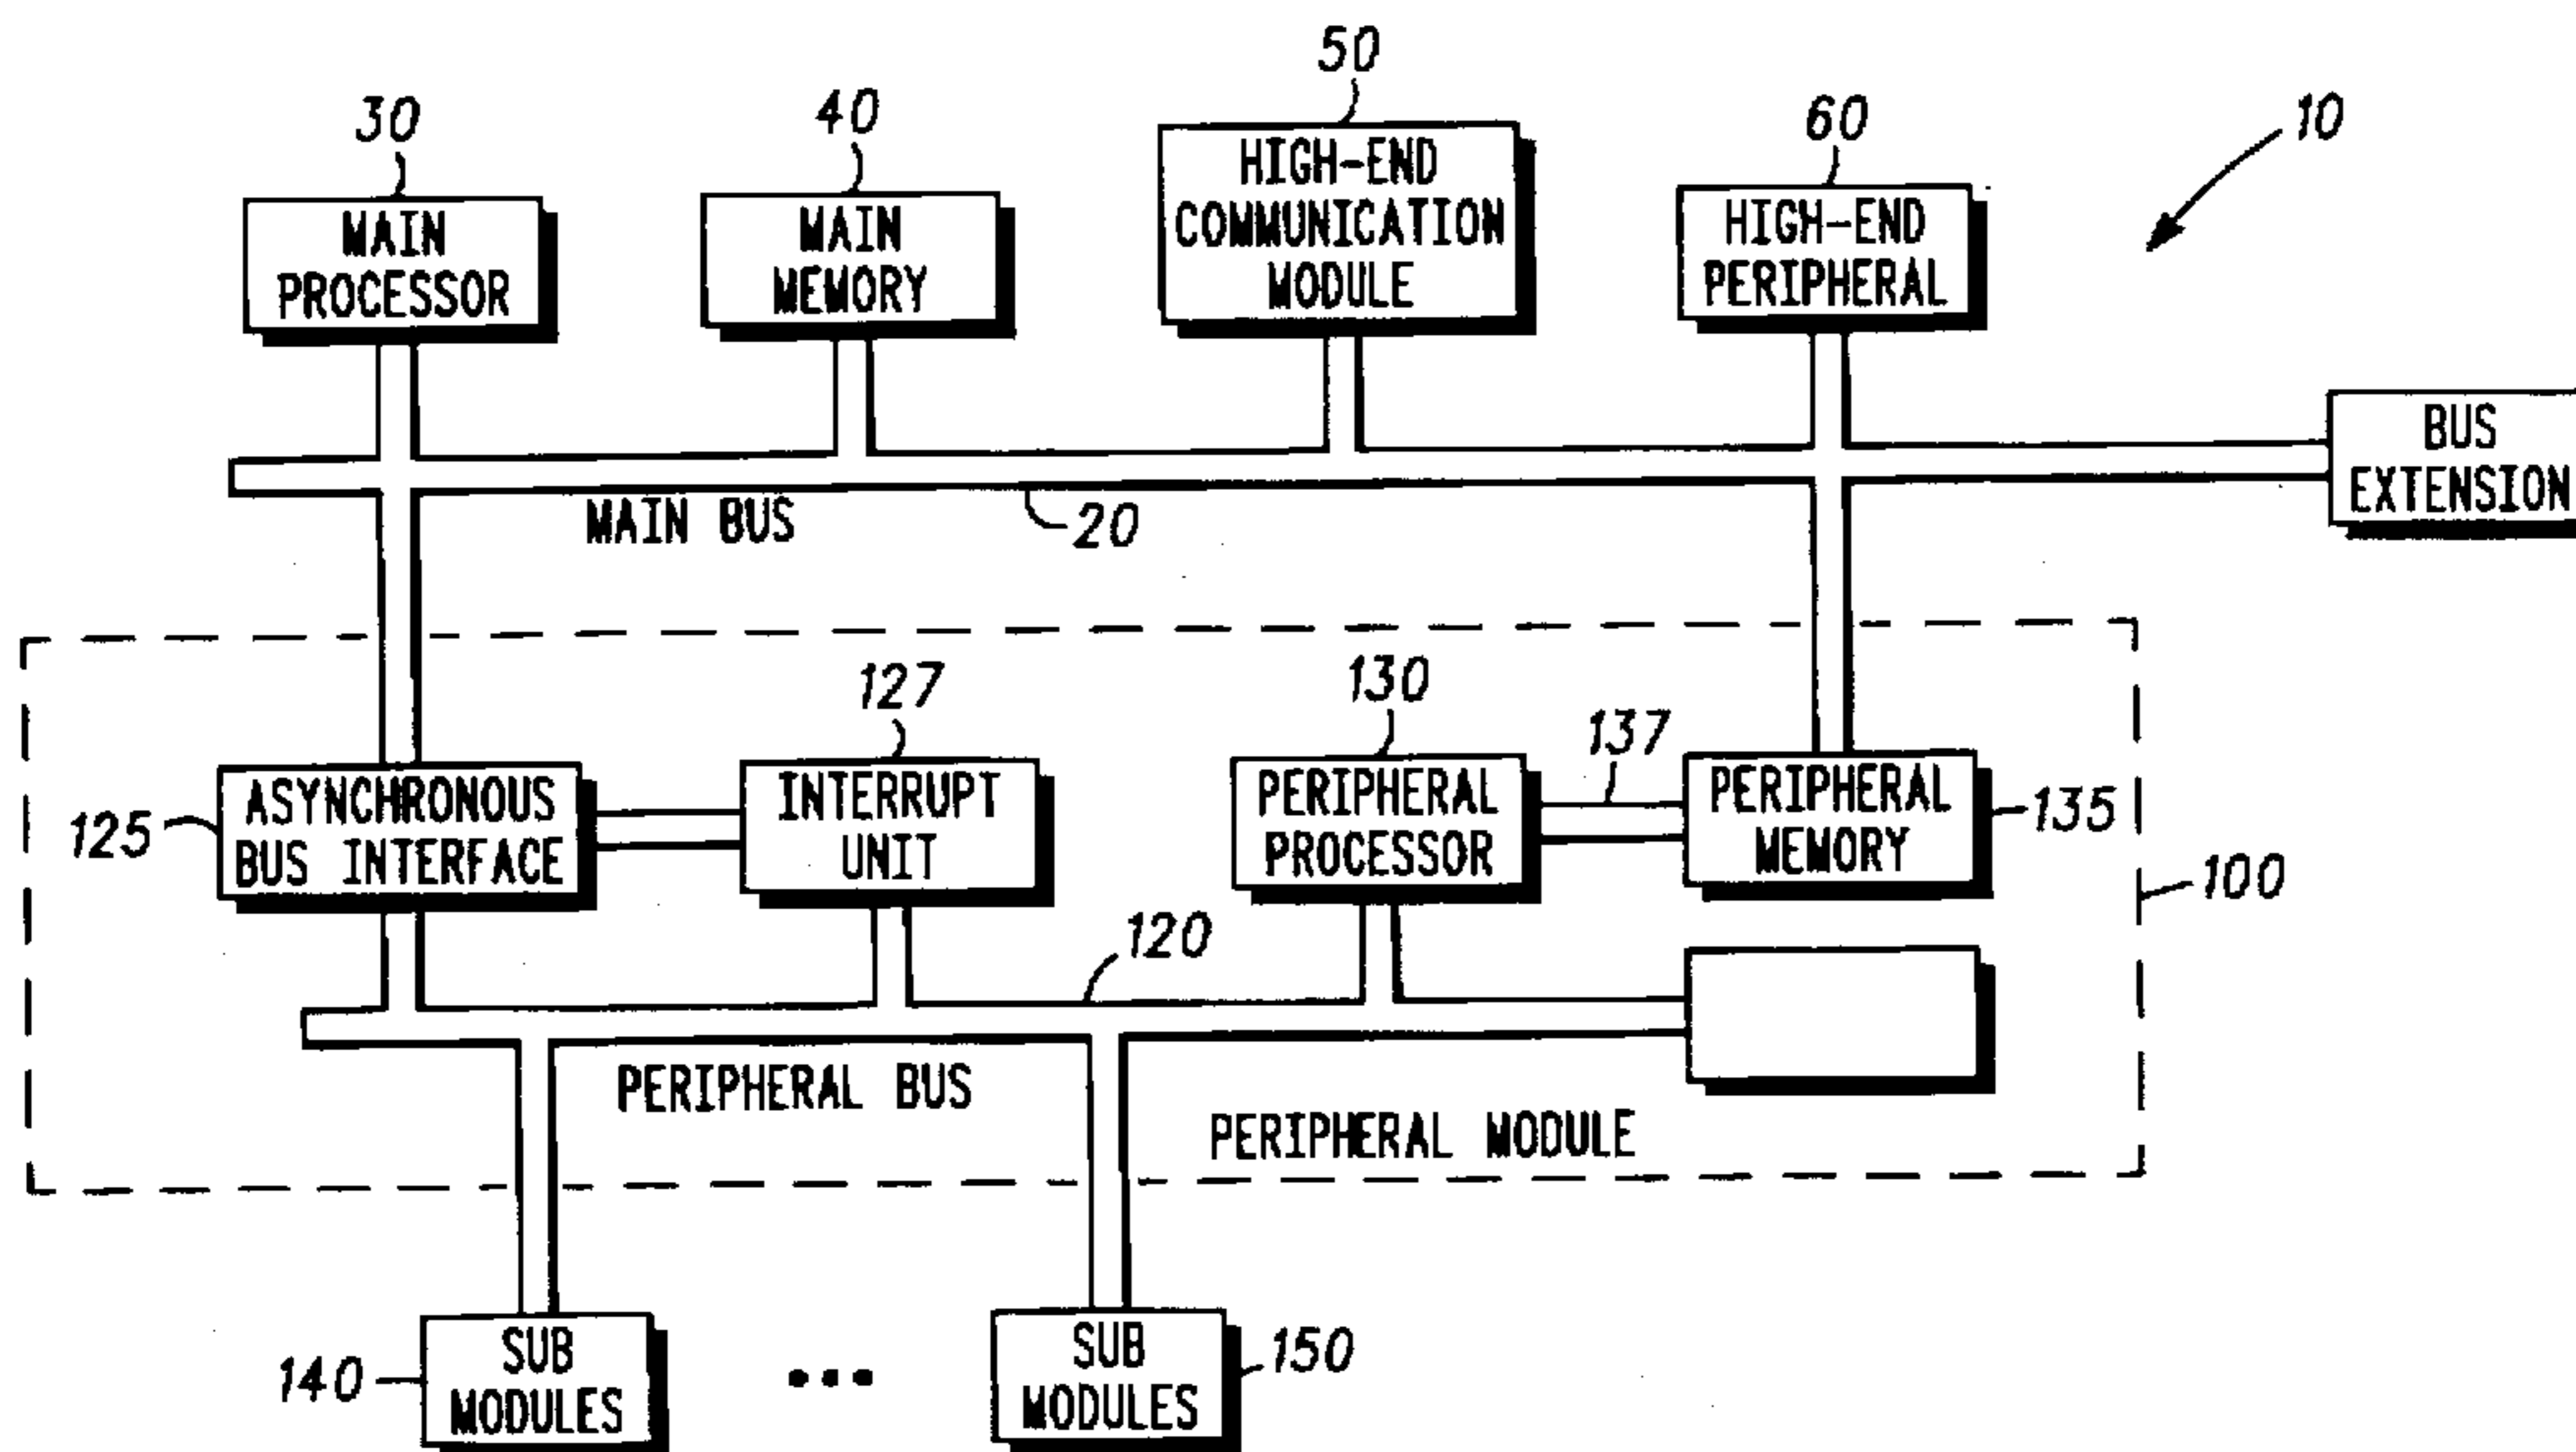 50
30
40
60
10
MAIN
PROCESSOR
MAIN
MEMORY
HIGH-END
COMMUNICATION
MODULE
HIGH-END
PERIPHERAL
BUS
EXTENSION
MAIN BUS
20
127
130
137
125
ASYNCHRONOUS
BUS INTERFACE
INTERRUPT
UNIT
PERIPHERAL
PROCESSOR
PERIPHERAL
MEMORY
135
100
120
PERIPHERAL BUS
PERIPHERAL MODULE
140
SUB
MODULES
•••
SUB
MODULES
150